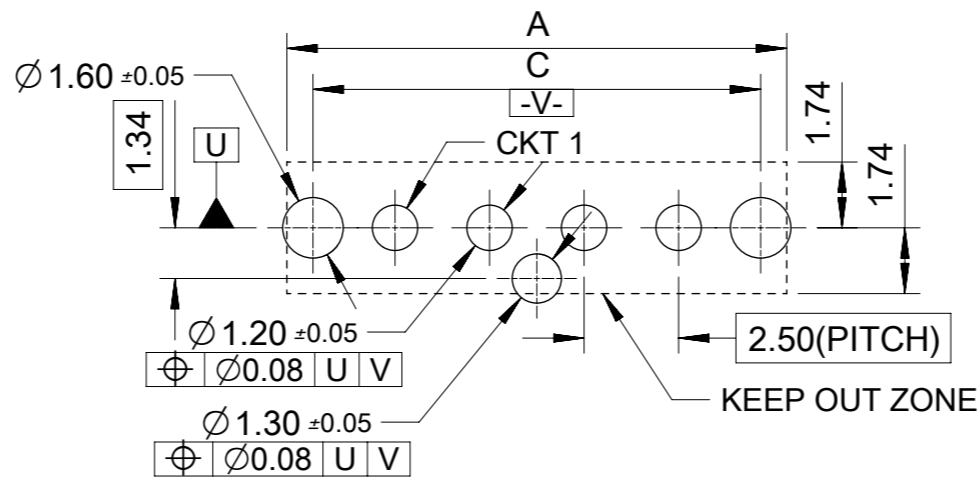 A
⌀1.60 ±0.05
C
-V-
1.34
U
CKT 1
1.74
1.74
⌀1.20 ±0.05
⌖ ⌀0.08 U V
2.50(PITCH)
KEEP OUT ZONE
⌀1.30 ±0.05
⌖ ⌀0.08 U V